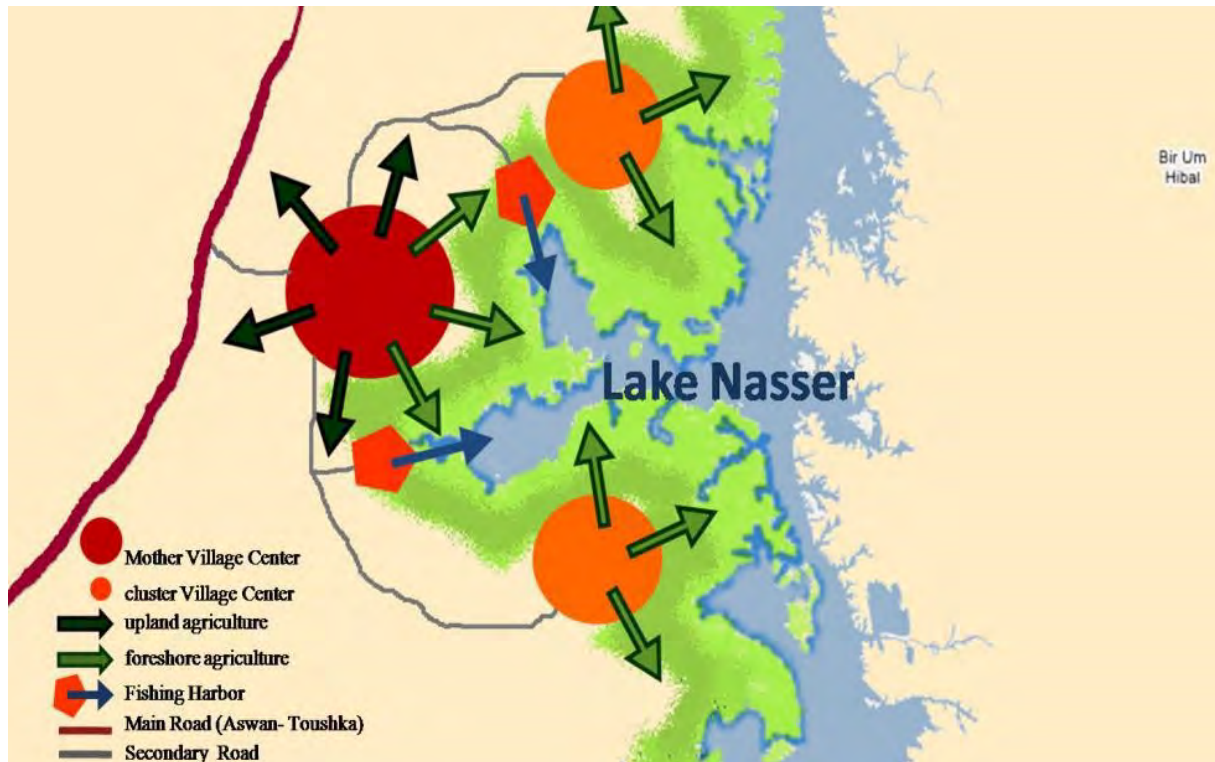 Bir Um
Hibal
Lake Nasser
Mother Village Center
cluster Village Center
upland agriculture
foreshore agriculture
Fishing Harbor
Main Road (Aswan- Toushka)
Secondary Road